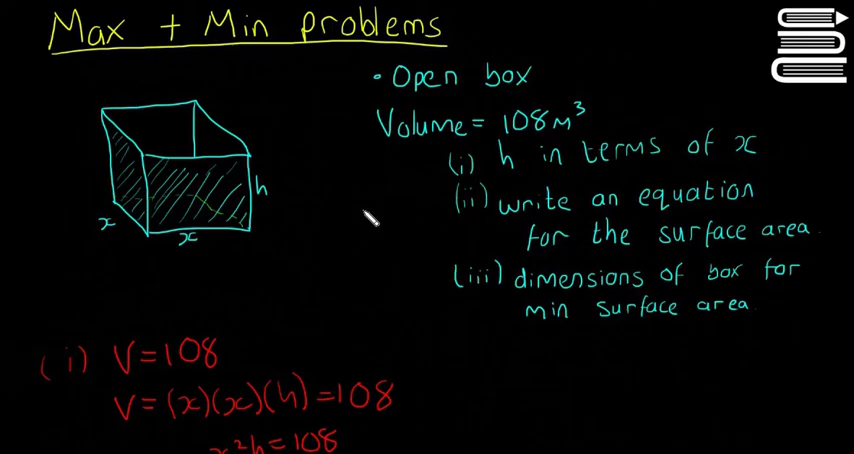 Max + Min problems
• Open box
Volume = 108m³
(i) h in terms of x
(ii) write an equation
for the surface area
(iii) dimensions of box for
min surface area
h
x
x
(i) V = 108
V = (x)(x)(h) = 108
x²h = 108